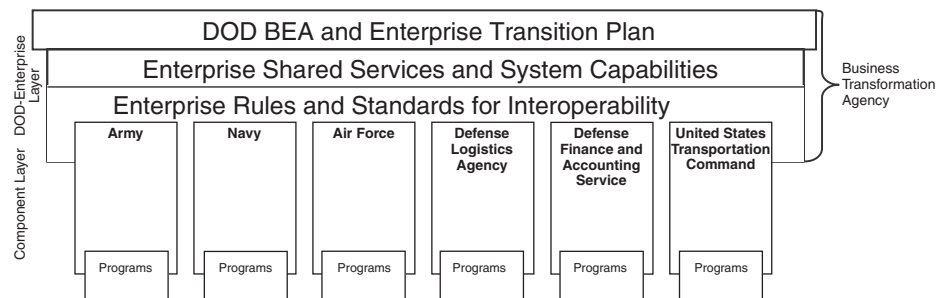 DOD BEA and Enterprise Transition Plan
Enterprise Shared Services and System Capabilities
Enterprise Rules and Standards for Interoperability
DOD-Enterprise
Layer
Component Layer
Business
Transformation
Agency
Army
Navy
Air Force
Defense
Logistics
Agency
Defense
Finance and
Accounting
Service
United States
Transportation
Command
Programs
Programs
Programs
Programs
Programs
Programs